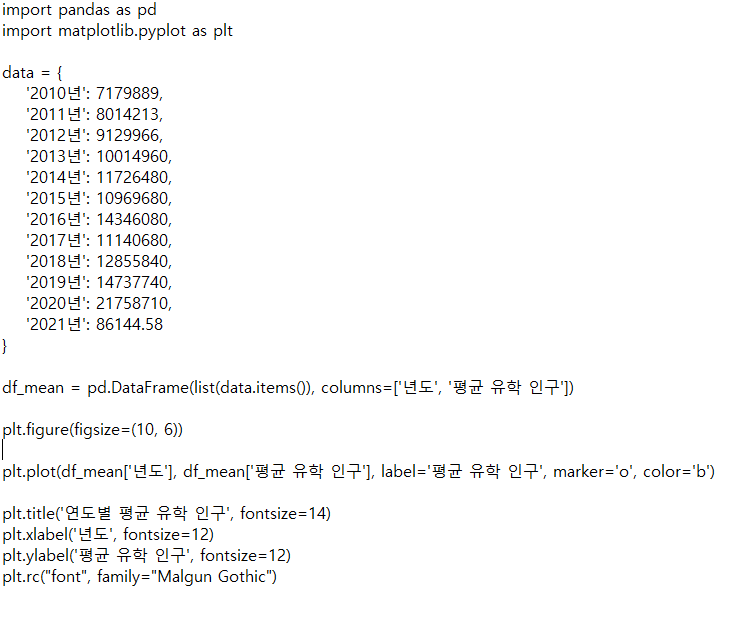 import pandas as pd
import matplotlib.pyplot as plt
data = {
'2010년': 7179889,
'2011년': 8014213,
'2012년': 9129966,
'2013년': 10014960,
'2014년': 11726480,
'2015년': 10969680,
'2016년': 14346080,
'2017년': 11140680,
'2018년': 12855840,
'2019년': 14737740,
'2020년': 21758710,
'2021년': 86144.58
}
df_mean = pd.DataFrame(list(data.items()), columns=['년도', '평균 유학 인구'])
plt.figure(figsize=(10, 6))
plt.plot(df_mean['년도'], df_mean['평균 유학 인구'], label='평균 유학 인구', marker='o', color='b')
plt.title('연도별 평균 유학 인구', fontsize=14)
plt.xlabel('년도', fontsize=12)
plt.ylabel('평균 유학 인구', fontsize=12)
plt.rc("font", family="Malgun Gothic")